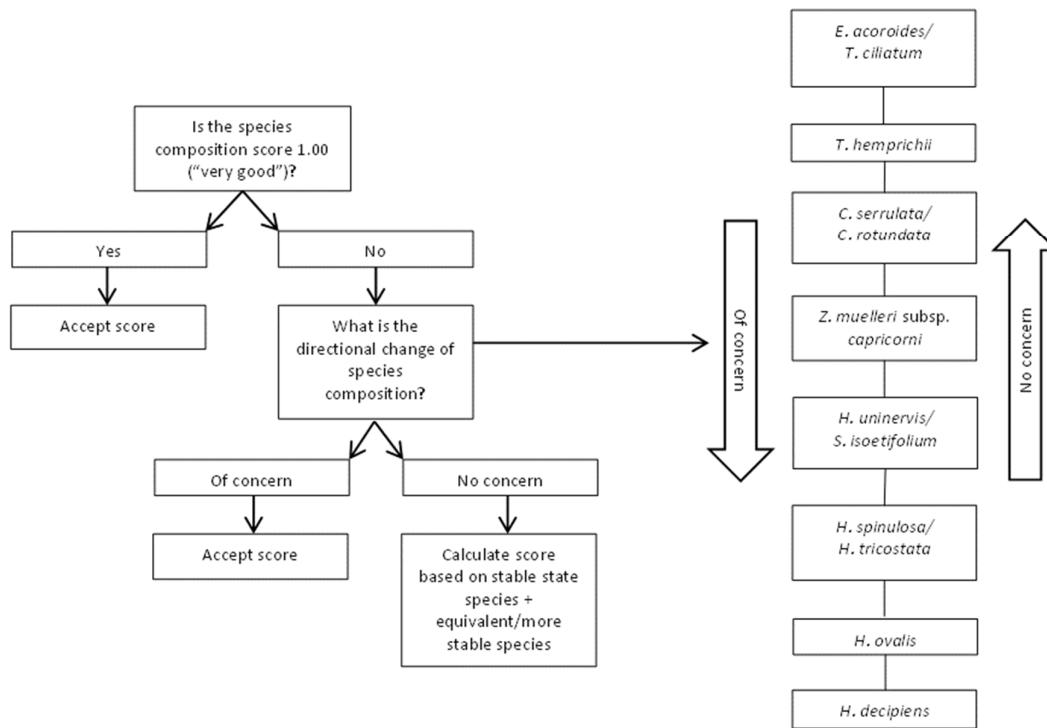 Is the species
composition score 1.00
(“very good”)?
Yes
No
Accept score
What is the
directional change of
species
composition?
Of concern
No concern
Accept score
Calculate score
based on stable state
species +
equivalent/more
stable species
Of concern
E. acoroides/
T. ciliatum
T. hemprichii
C. serrulata/
C. rotundata
Z. muelleri subsp.
capricorni
H. uninervis/
S. isoetifolium
H. spinulosa/
H. tricostata
H. ovalis
H. decipiens
No concern